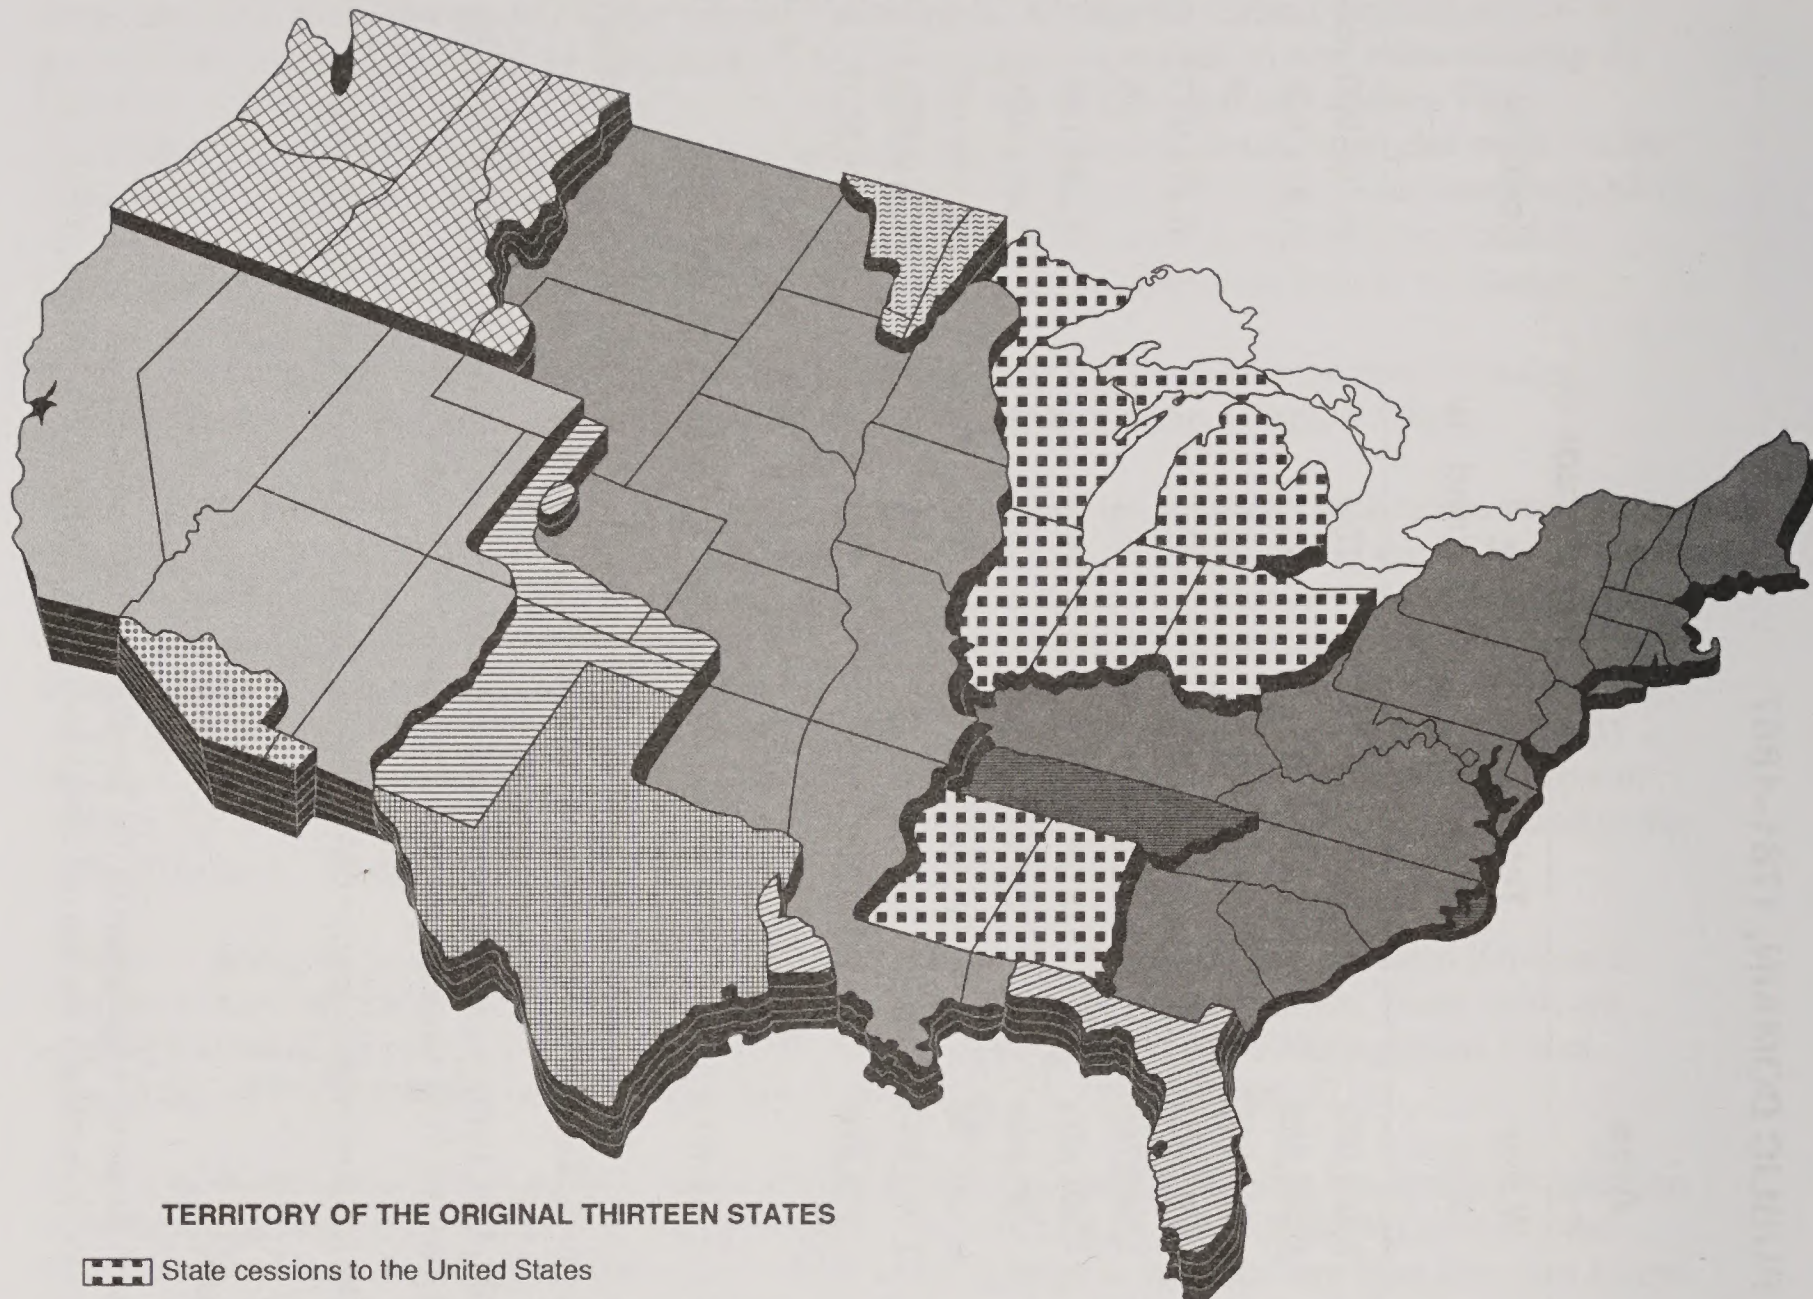 TERRITORY OF THE ORIGINAL THIRTEEN STATES
State cessions to the United States